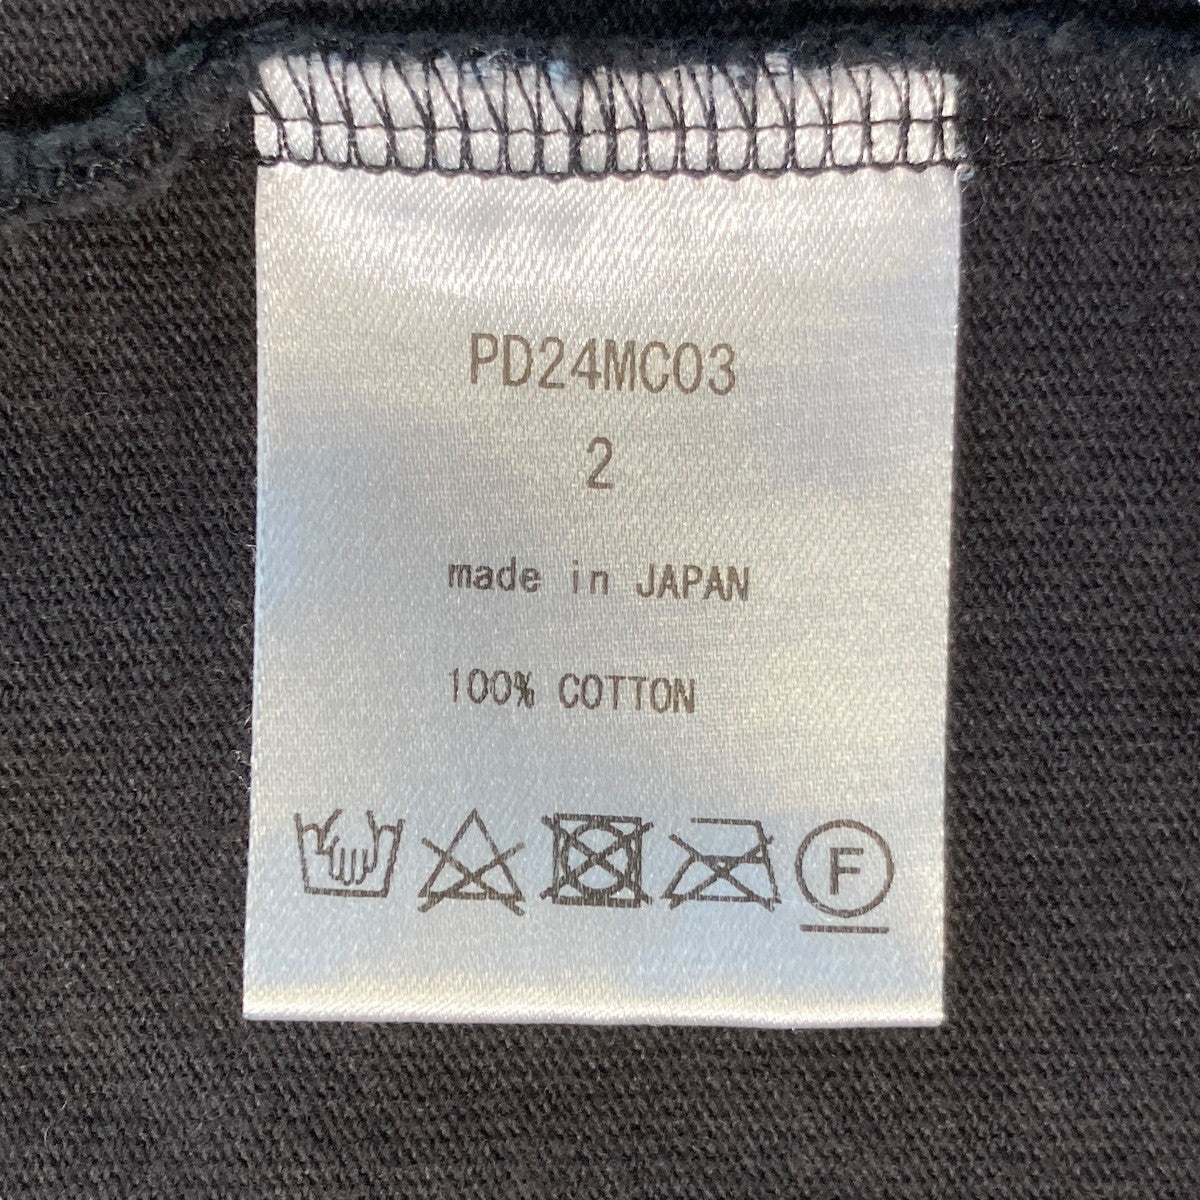 PD24MC03
2
made in JAPAN
100% COTTON
F